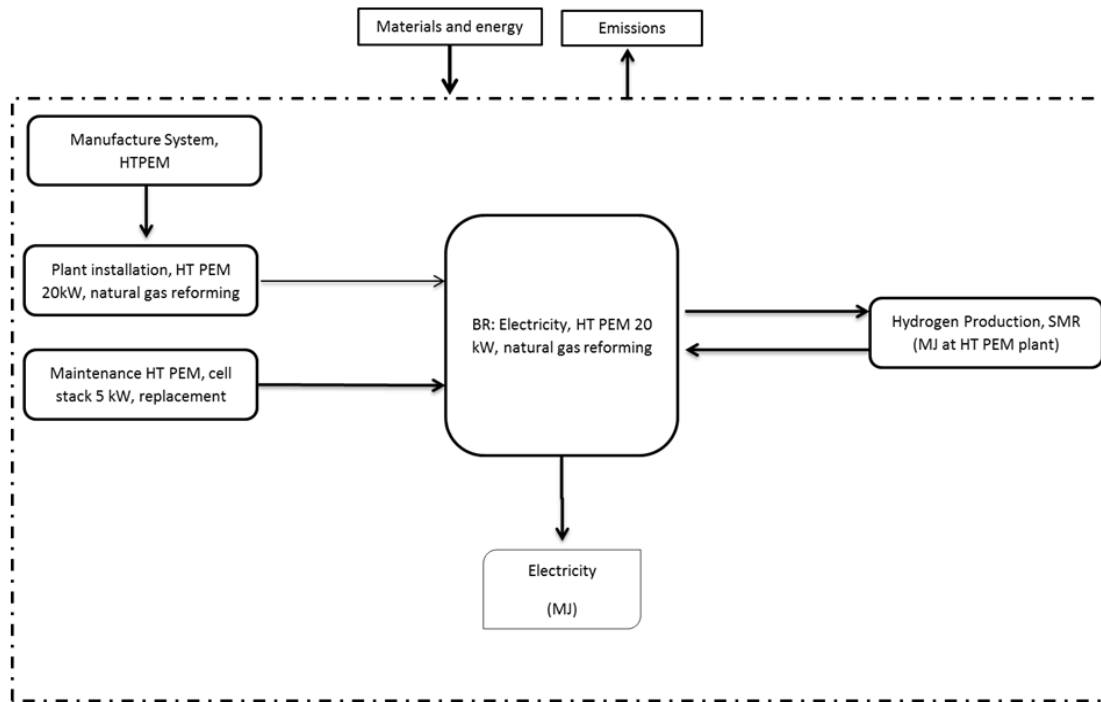 Materials and energy
Emissions
Manufacture System,
HTPEM
Plant installation, HT PEM
20kW, natural gas reforming
Maintenance HT PEM, cell
stack 5 kW, replacement
BR: Electricity, HT PEM 20
kW, natural gas reforming
Hydrogen Production, SMR
(MJ at HT PEM plant)
Electricity
(MJ)